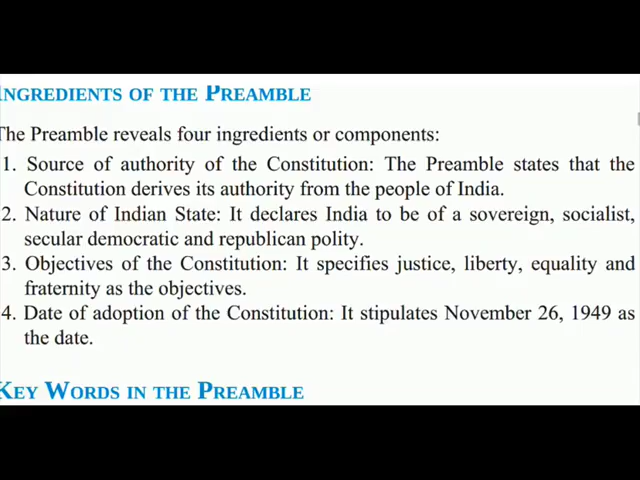 INGREDIENTS OF THE PREAMBLE
The Preamble reveals four ingredients or components:
1. Source of authority of the Constitution: The Preamble states that the
Constitution derives its authority from the people of India.
2. Nature of Indian State: It declares India to be of a sovereign, socialist,
secular democratic and republican polity.
3. Objectives of the Constitution: It specifies justice, liberty, equality and
fraternity as the objectives.
4. Date of adoption of the Constitution: It stipulates November 26, 1949 as
the date.
KEY WORDS IN THE PREAMBLE